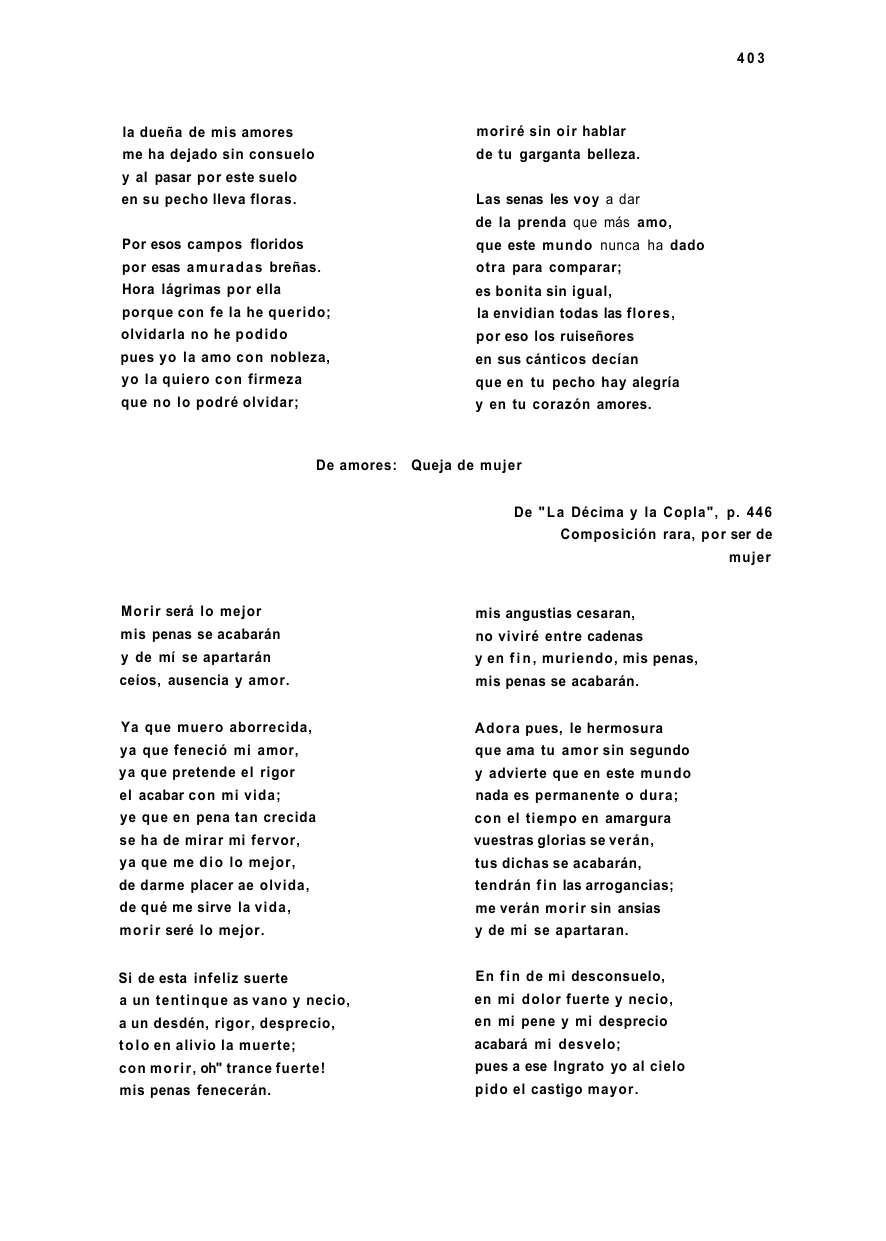 403
la dueña de mis amores
me ha dejado sin consuelo
y al pasar por este suelo
en su pecho lleva floras.
Por esos campos floridos
por esas amuradas breñas.
Hora lágrimas por ella
porque con fe la he querido;
olvidarla no he podido
pues yo la amo con nobleza,
yo la quiero con firmeza
que no lo podré olvidar;
moriré sin oir hablar
de tu garganta belleza.
Las senas les voy a dar
de la prenda que más amo,
que este mundo nunca ha dado
otra para comparar;
es bonita sin igual,
la envidian todas las flores,
por eso los ruiseñores
en sus cánticos decían
que en tu pecho hay alegría
y en tu corazón amores.
De amores: Queja de mujer
De "La Décima y la Copla", p. 446
Composición rara, por ser de
mujer
Morir será lo mejor
mis penas se acabarán
y de mí se apartarán
ceíos, ausencia y amor.
Ya que muero aborrecida,
ya que feneció mi amor,
ya que pretende el rigor
el acabar con mi vida;
ye que en pena tan crecida
se ha de mirar mi fervor,
ya que me dio lo mejor,
de darme placer ae olvida,
de qué me sirve la vida,
morir seré lo mejor.
Si de esta infeliz suerte
a un tentinque as vano y necio,
a un desdén, rigor, desprecio,
tolo en alivio la muerte;
con morir, oh" trance fuerte!
mis penas fenecerán.
mis angustias cesaran,
no viviré entre cadenas
y en fin, muriendo, mis penas,
mis penas se acabarán.
Adora pues, le hermosura
que ama tu amor sin segundo
y advierte que en este mundo
nada es permanente o dura;
con el tiempo en amargura
vuestras glorias se verán,
tus dichas se acabarán,
tendrán fin las arrogancias;
me verán morir sin ansias
y de mi se apartaran.
En fin de mi desconsuelo,
en mi dolor fuerte y necio,
en mi pene y mi desprecio
acabará mi desvelo;
pues a ese Ingrato yo al cielo
pido el castigo mayor.